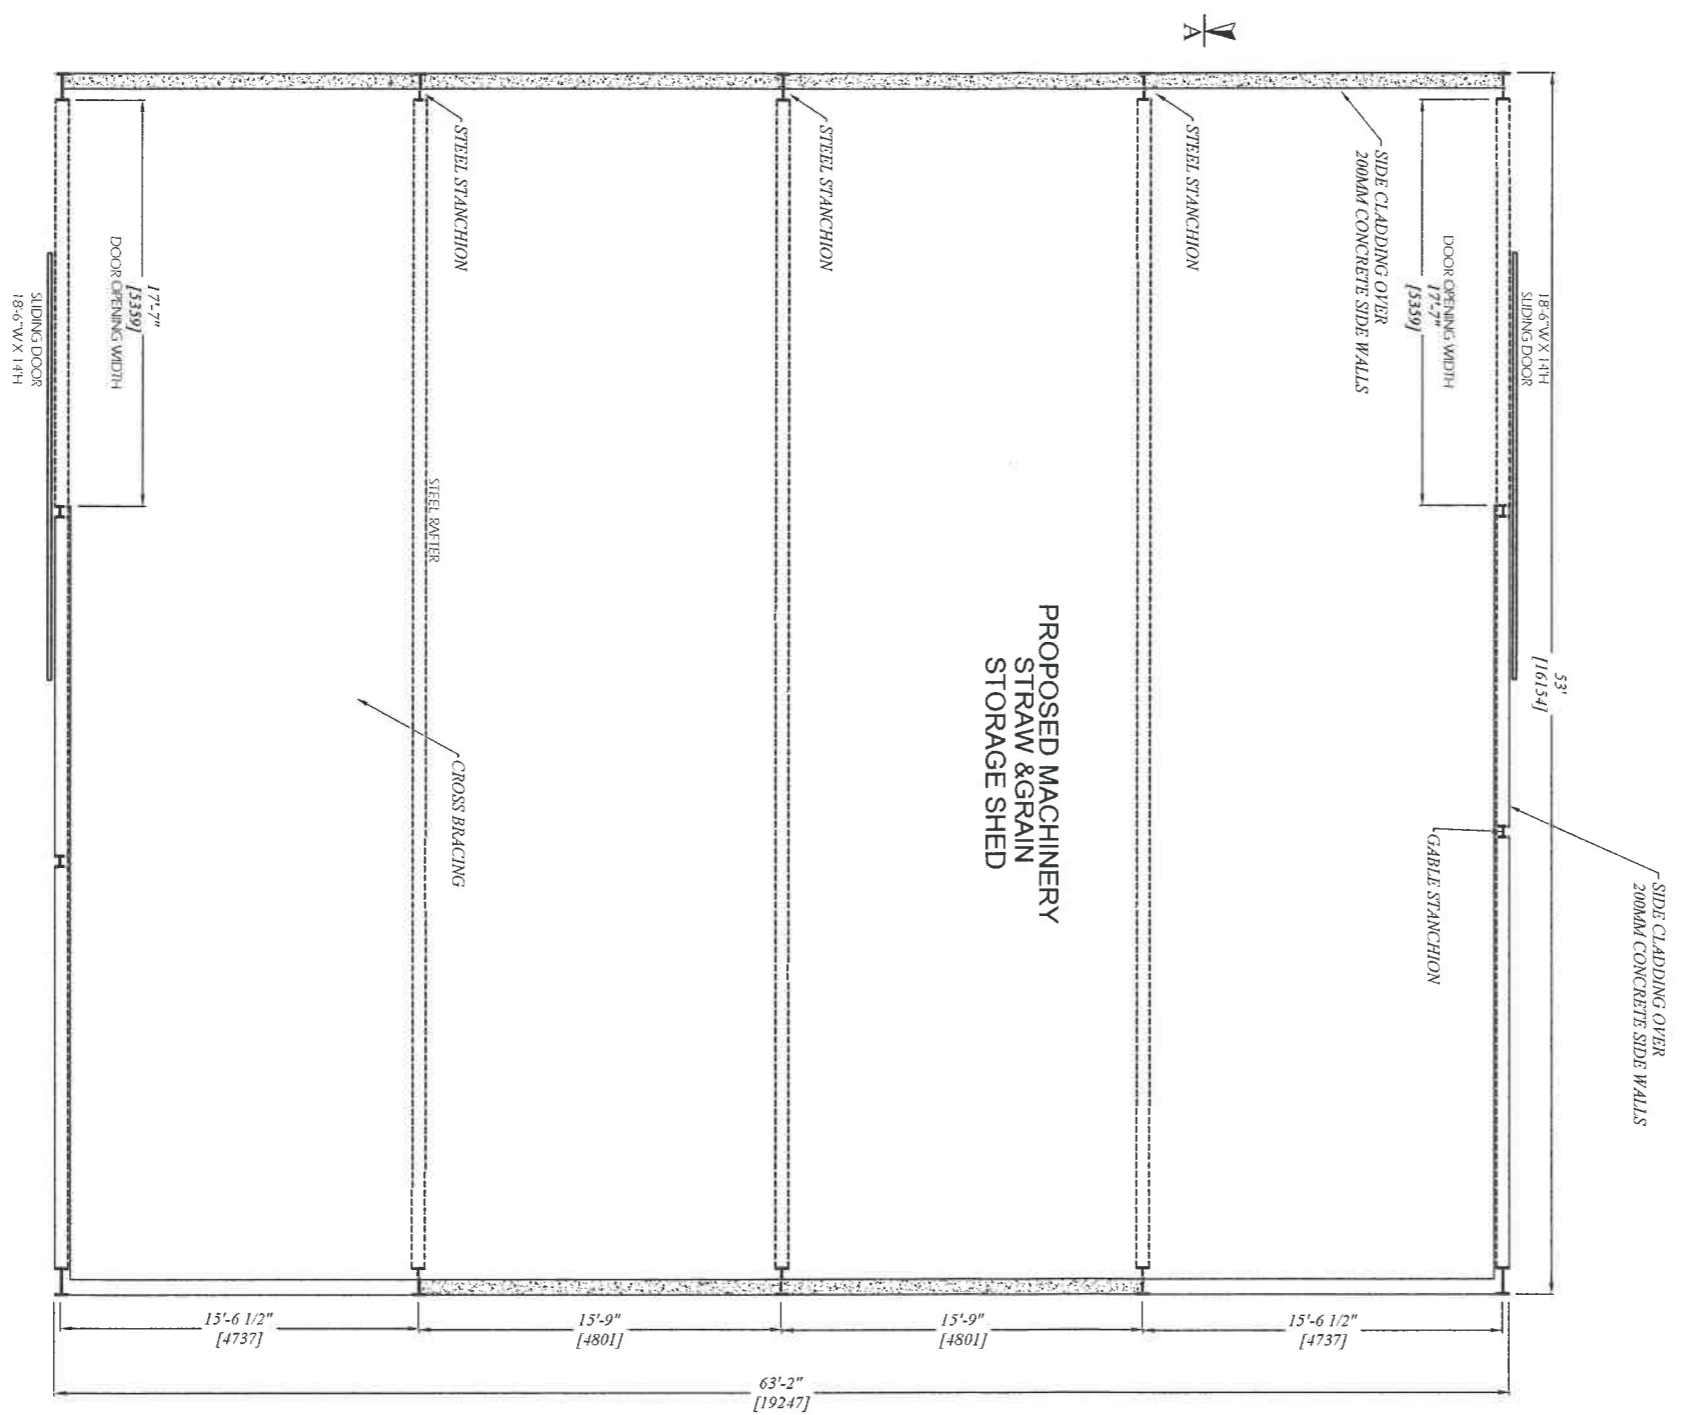 A
STEEL STANCHION
STEEL STANCHION
STEEL STANCHION
SIDE CLADDING OVER
200MM CONCRETE SIDE WALLS
DOOR OPENING WIDTH
17'-7"
[5359]
18'-6"W X 14'H
SLIDING DOOR
53'
[16154]
17'-7"
[5359]
DOOR OPENING WIDTH
SLIDING DOOR
18'-6"W X 14'H
STEEL RAFTER
CROSS BRACING
PROPOSED MACHINERY
STRAW &GRAIN
STORAGE SHED
GABLE STANCHION
SIDE CLADDING OVER
200MM CONCRETE SIDE WALLS
15'-6 1/2"
[4737]
15'-9"
[4801]
15'-9"
[4801]
15'-6 1/2"
[4737]
63'-2"
[19247]